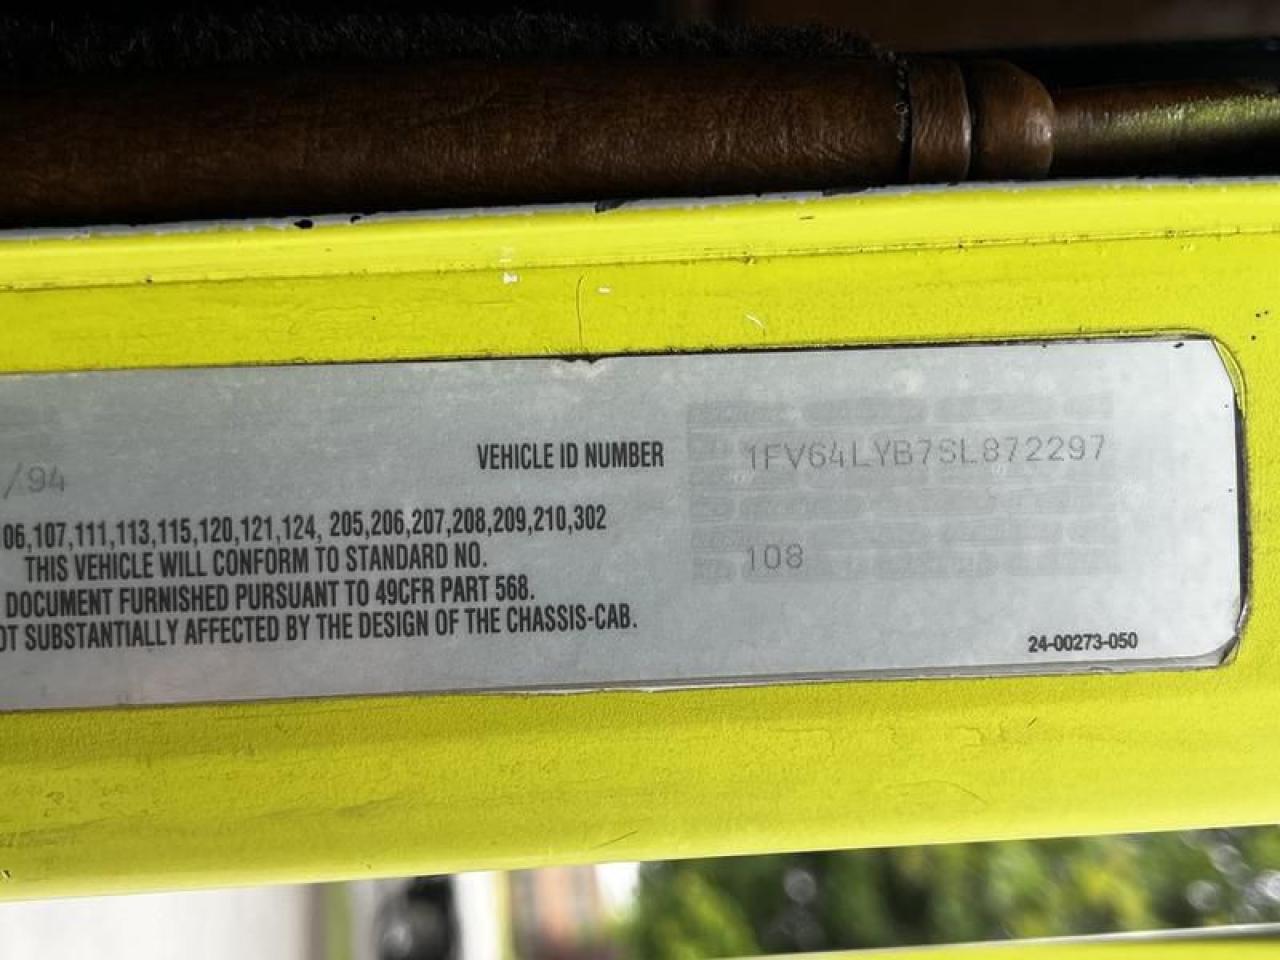 /94 VEHICLE ID NUMBER 1FV64LYB7SL872297
06,107,111,113,115,120,121,124, 205,206,207,208,209,210,302
THIS VEHICLE WILL CONFORM TO STANDARD NO. 108
DOCUMENT FURNISHED PURSUANT TO 49CFR PART 568.
OT SUBSTANTIALLY AFFECTED BY THE DESIGN OF THE CHASSIS-CAB.
24-00273-050